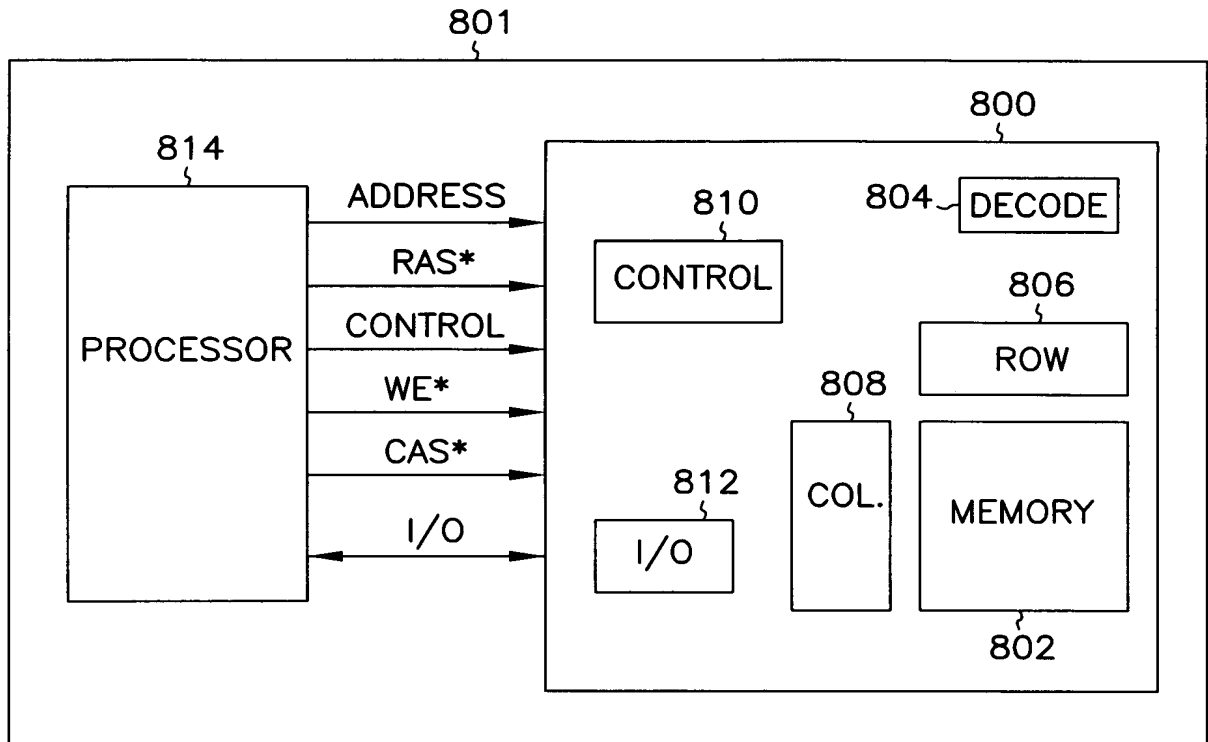 801
800
814
ADDRESS
804 DECODE
810
RAS*
CONTROL
806
CONTROL
PROCESSOR
ROW
WE*
808
CAS*
812
COL.
MEMORY
I/O
I/O
802